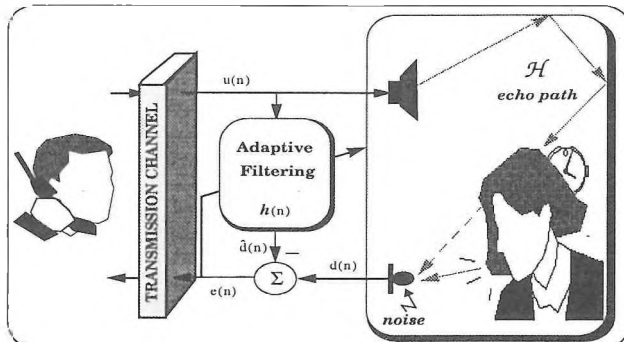 TRANSMISSION CHANNEL
u(n)
Adaptive
Filtering
h(n)
d̂(n)
−
Σ
d(n)
e(n)
ℋ
echo path
noise